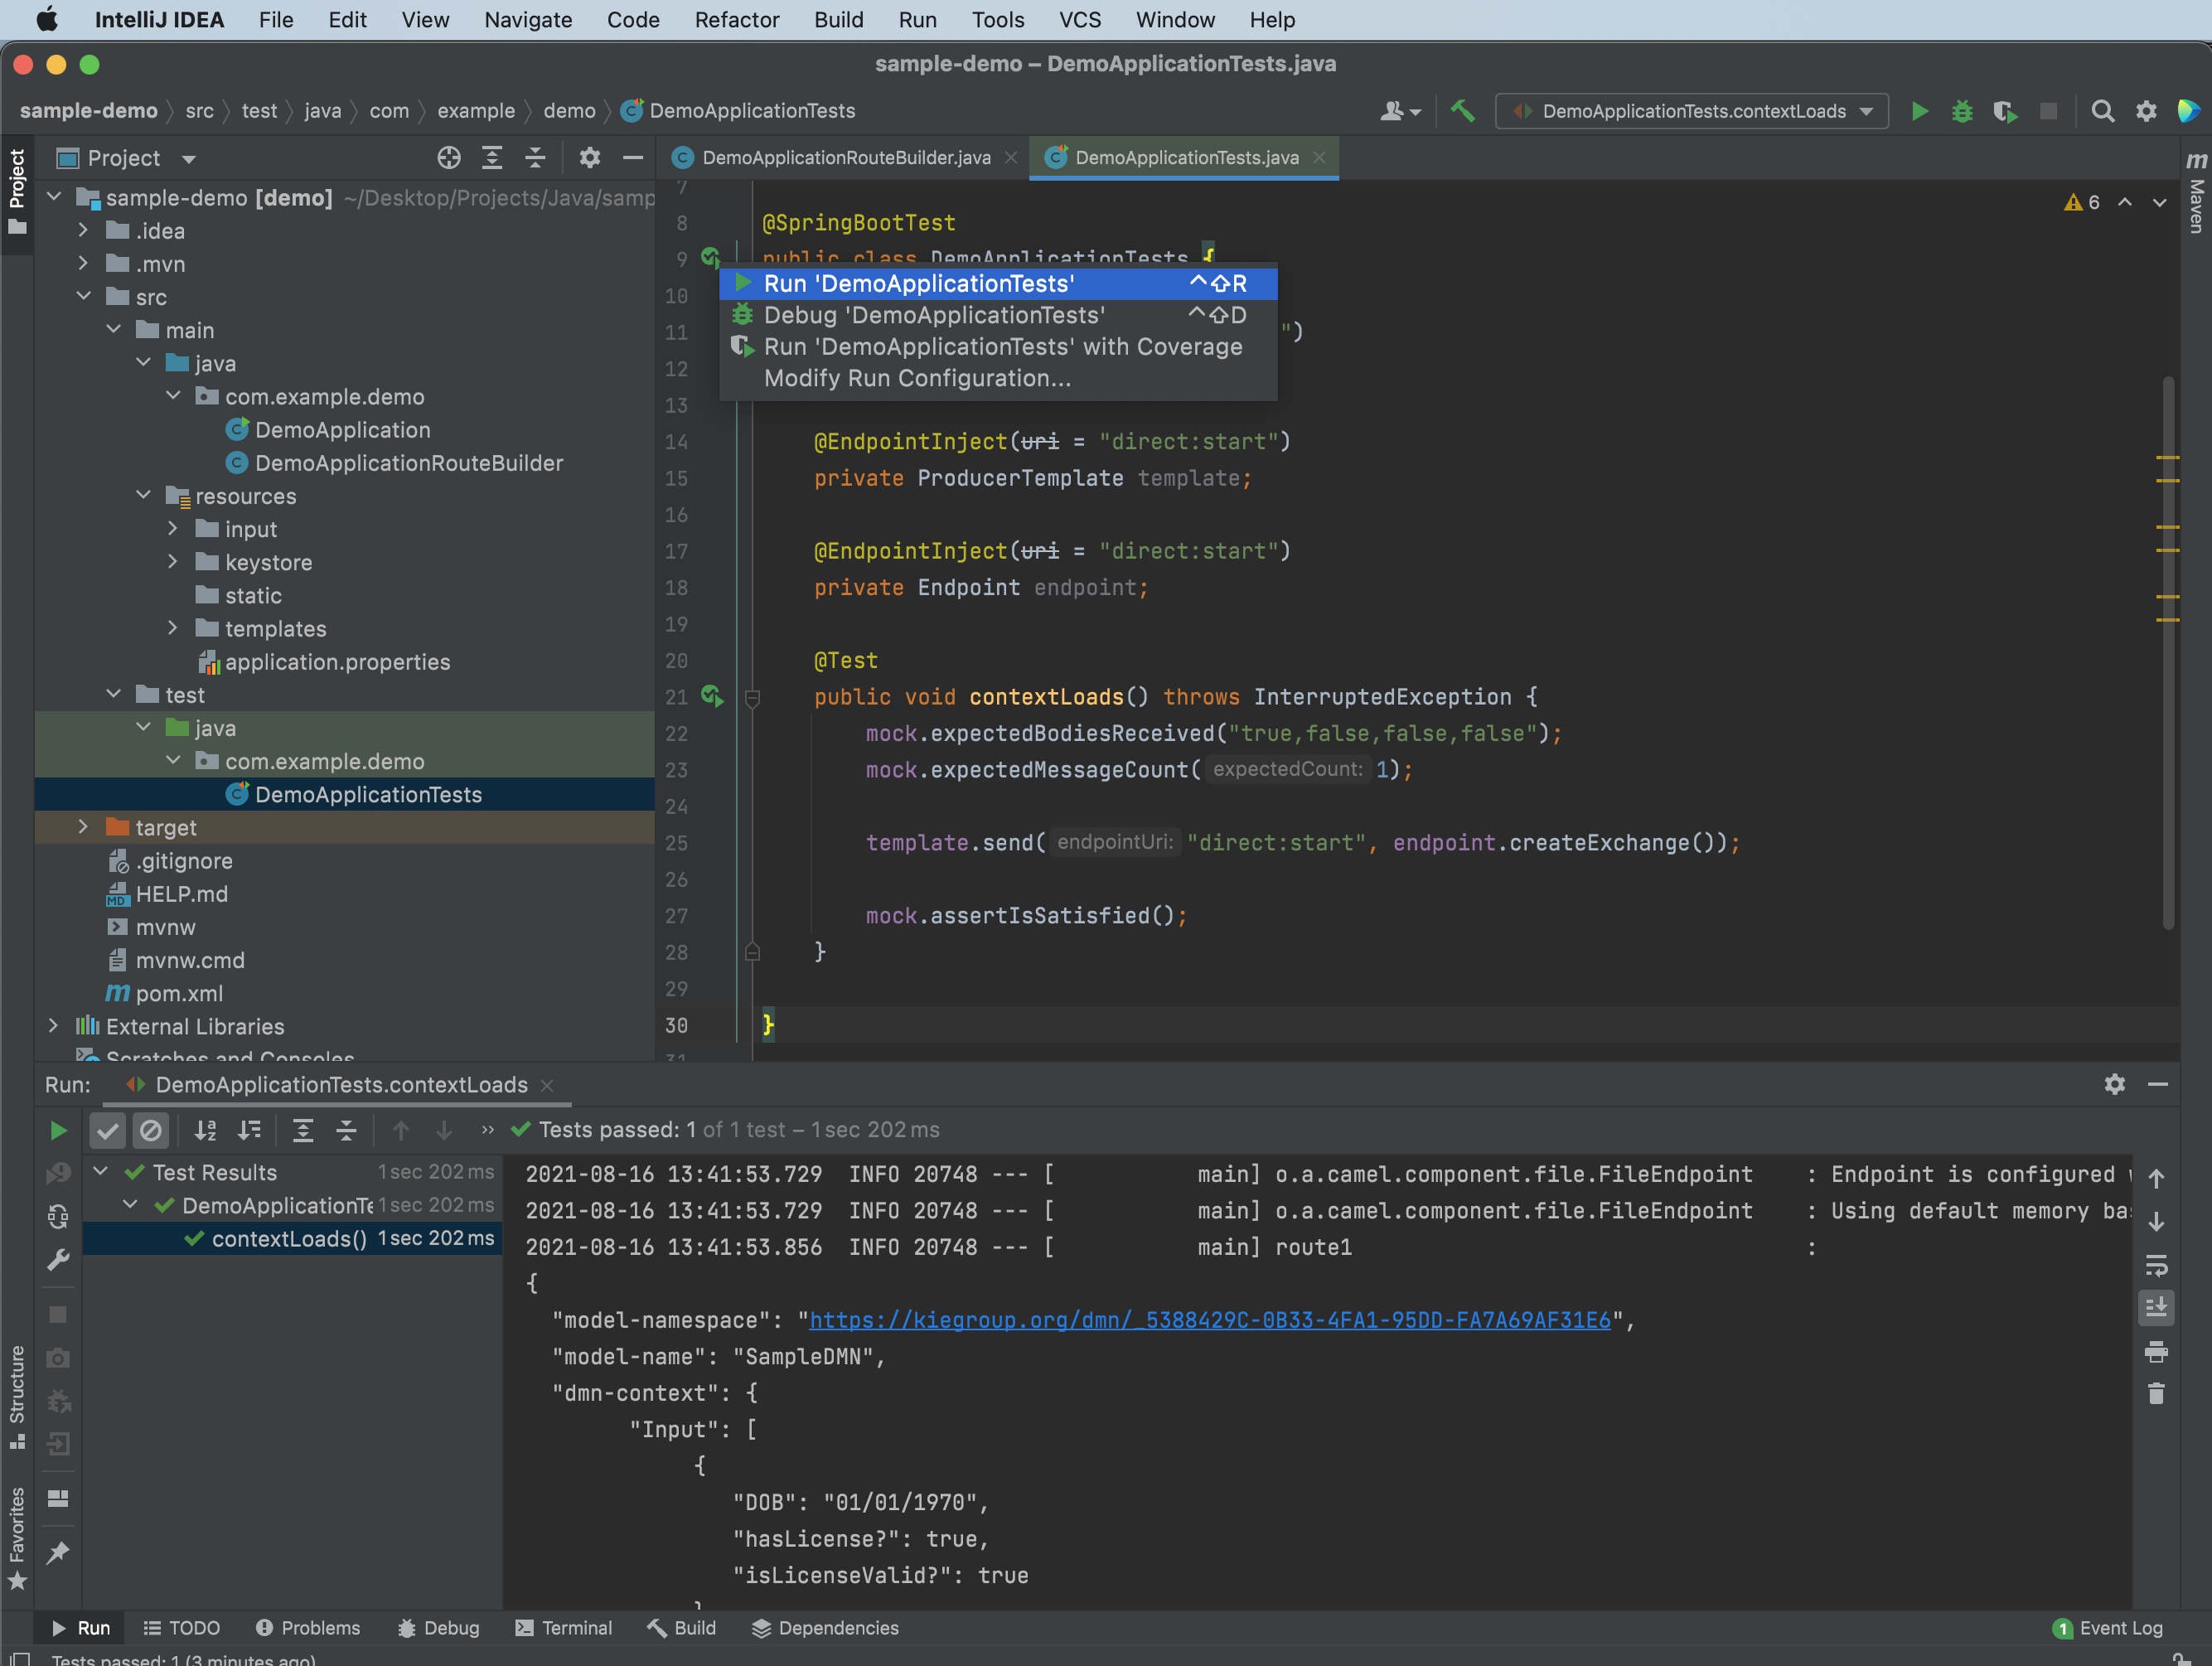 IntelliJ IDEA File Edit View Navigate Code Refactor Build Run Tools VCS Window Help
sample-demo – DemoApplicationTests.java
sample-demo src test java com example demo DemoApplicationTests
DemoApplicationTests.contextLoads
Project
Project
sample-demo [demo] ~/Desktop/Projects/Java/samp
.idea
.mvn
src
main
java
com.example.demo
DemoApplication
DemoApplicationRouteBuilder
resources
input
keystore
static
templates
application.properties
test
java
com.example.demo
DemoApplicationTests
target
.gitignore
HELP.md
mvnw
mvnw.cmd
pom.xml
External Libraries
Scratches and Consoles
DemoApplicationRouteBuilder.java DemoApplicationTests.java
6
Maven
7
8 @SpringBootTest
9 public class DemoApplicationTests {
Run 'DemoApplicationTests' ^⇧R
Debug 'DemoApplicationTests' ^⇧D
Run 'DemoApplicationTests' with Coverage
Modify Run Configuration...
10
11 ")
12
13
14 @EndpointInject(uri = "direct:start")
15 private ProducerTemplate template;
16
17 @EndpointInject(uri = "direct:start")
18 private Endpoint endpoint;
19
20 @Test
21 public void contextLoads() throws InterruptedException {
22 mock.expectedBodiesReceived("true,false,false,false");
23 mock.expectedMessageCount( expectedCount: 1);
24
25 template.send( endpointUri: "direct:start", endpoint.createExchange());
26
27 mock.assertIsSatisfied();
28 }
29
30 }
31
Run: DemoApplicationTests.contextLoads
Tests passed: 1 of 1 test – 1 sec 202 ms
Test Results 1 sec 202 ms
DemoApplicationTe 1 sec 202 ms
contextLoads() 1 sec 202 ms
2021-08-16 13:41:53.729 INFO 20748 --- [ main] o.a.camel.component.file.FileEndpoint : Endpoint is configured
2021-08-16 13:41:53.729 INFO 20748 --- [ main] o.a.camel.component.file.FileEndpoint : Using default memory bas
2021-08-16 13:41:53.856 INFO 20748 --- [ main] route1 :
{
"model-namespace": "https://kiegroup.org/dmn/_5388429C-0B33-4FA1-95DD-FA7A69AF31E6",
"model-name": "SampleDMN",
"dmn-context": {
"Input": [
{
"DOB": "01/01/1970",
"hasLicense?": true,
"isLicenseValid?": true
}
Structure
Favorites
Run TODO Problems Debug Terminal Build Dependencies 1 Event Log
Tests passed: 1 (3 minutes ago)